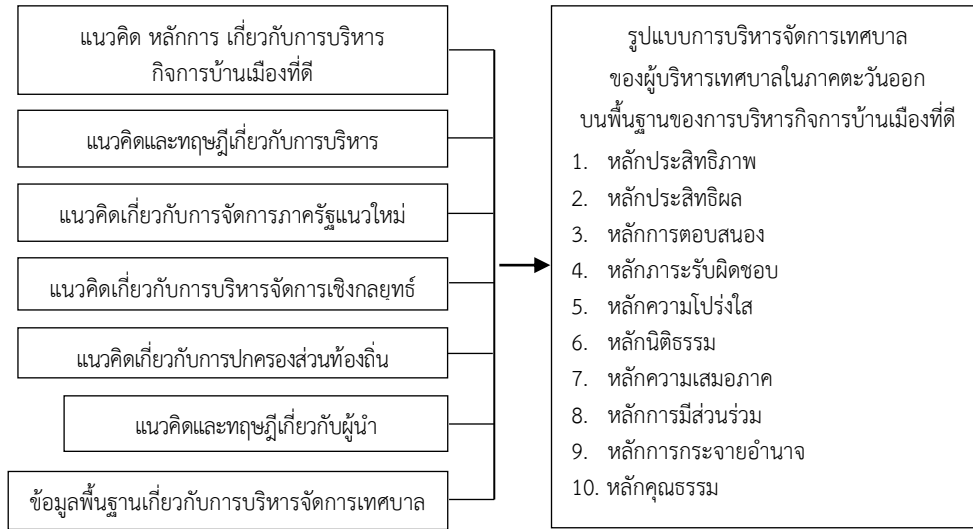 แนวคิด หลักการ เกี่ยวกับการบริหาร
กิจการบ้านเมืองที่ดี
แนวคิดและทฤษฎีเกี่ยวกับการบริหาร
แนวคิดเกี่ยวกับการจัดการภาครัฐแนวใหม่
แนวคิดเกี่ยวกับการบริหารจัดการเชิงกลยุทธ์
แนวคิดเกี่ยวกับการปกครองส่วนท้องถิ่น
แนวคิดและทฤษฎีเกี่ยวกับผู้นำ
ข้อมูลพื้นฐานเกี่ยวกับการบริหารจัดการเทศบาล
รูปแบบการบริหารจัดการเทศบาล
ของผู้บริหารเทศบาลในภาคตะวันออก
บนพื้นฐานของการบริหารกิจการบ้านเมืองที่ดี
1. หลักประสิทธิภาพ
2. หลักประสิทธิผล
3. หลักการตอบสนอง
4. หลักภาระรับผิดชอบ
5. หลักความโปร่งใส
6. หลักนิติธรรม
7. หลักความเสมอภาค
8. หลักการมีส่วนร่วม
9. หลักการกระจายอำนาจ
10. หลักคุณธรรม